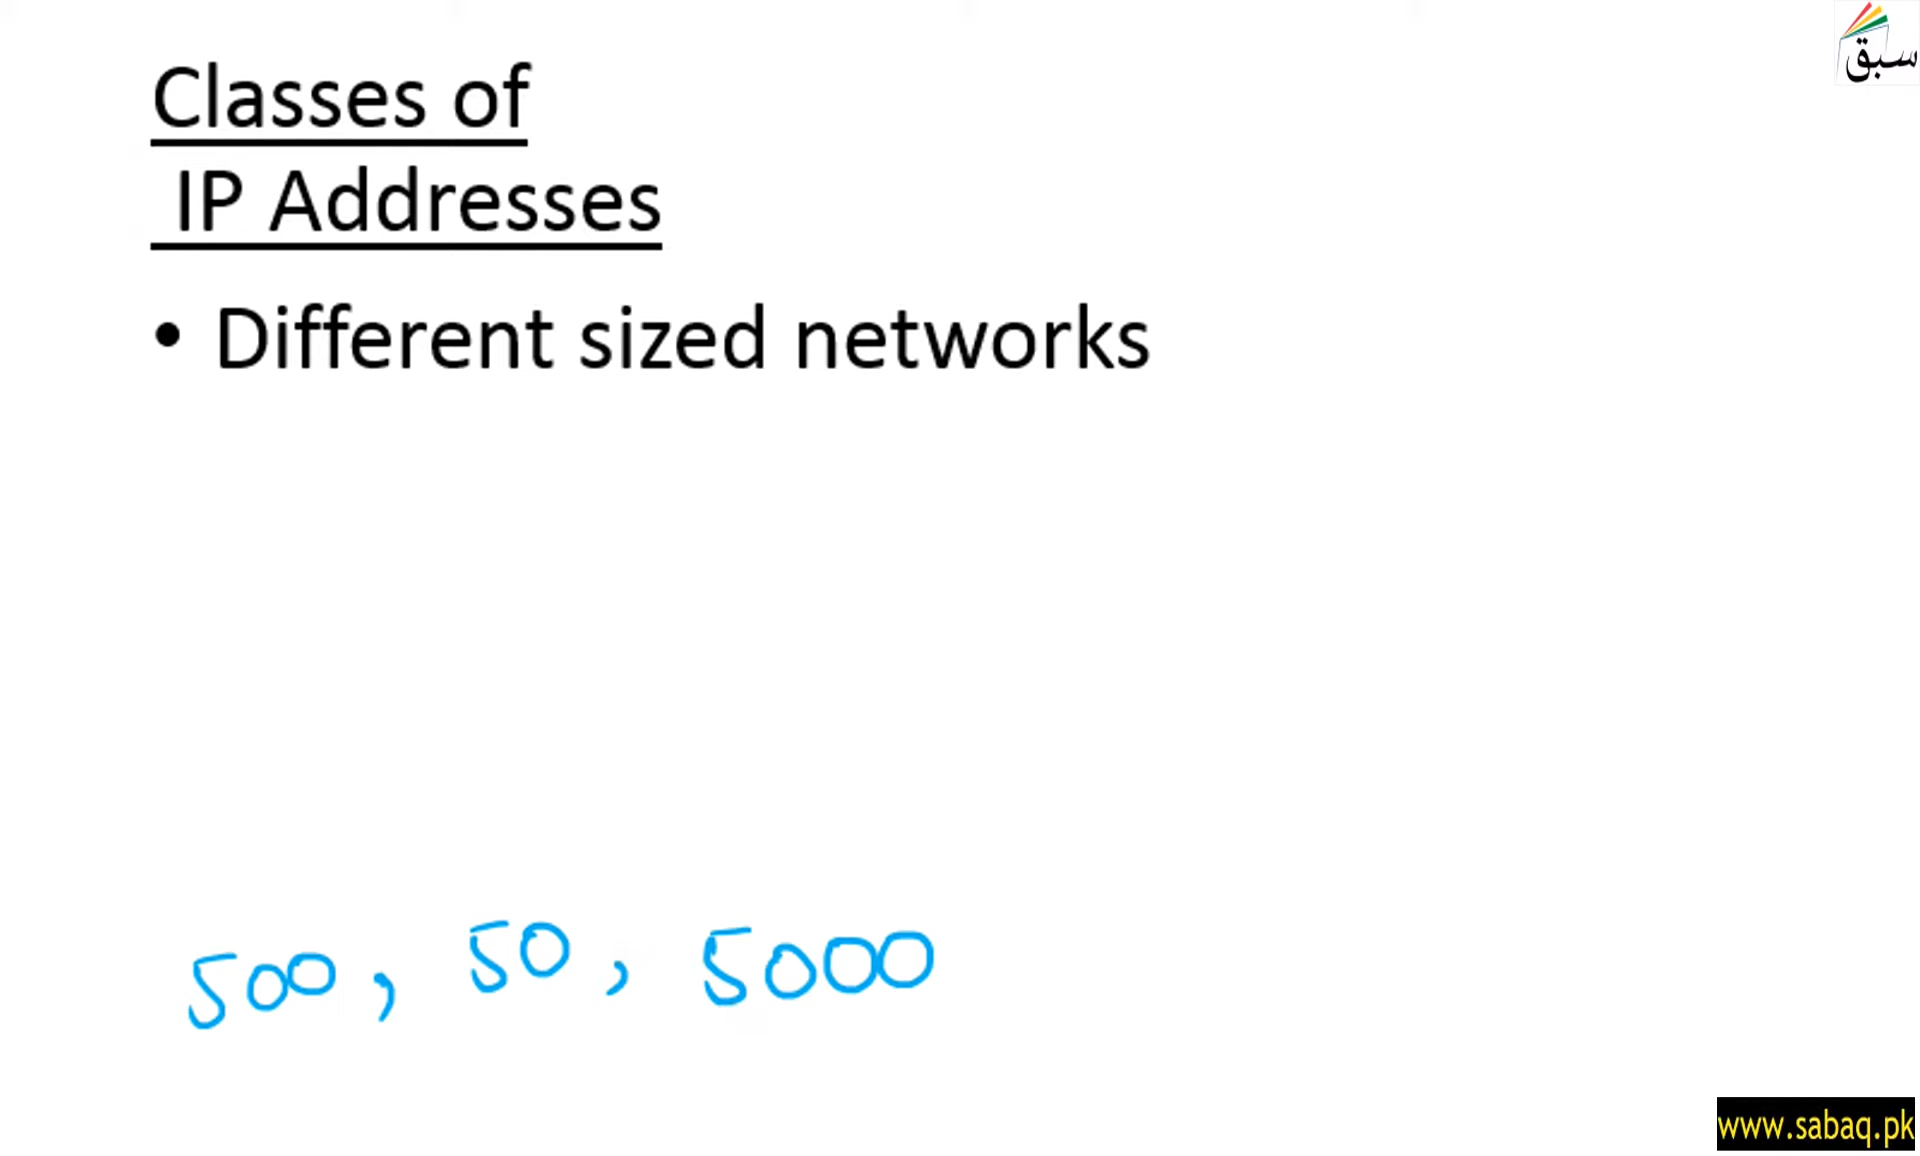 سبق
Classes of
IP Addresses
• Different sized networks
500, 50, 5000
www.sabaq.pk